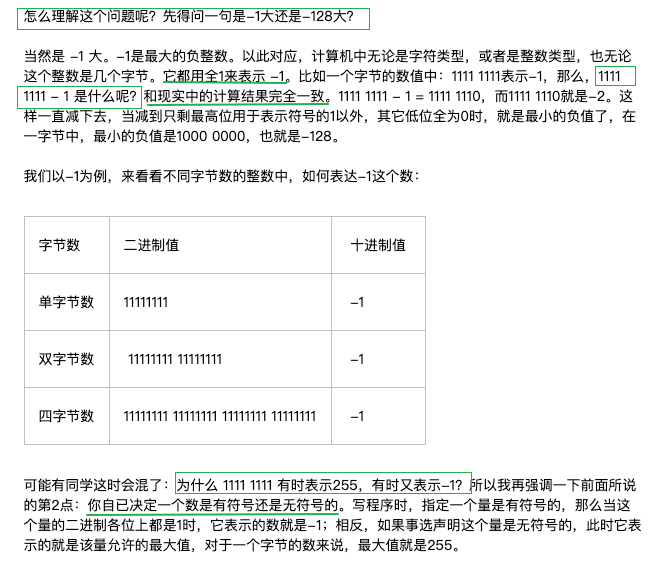 怎么理解这个问题呢？先得问一句是-1大还是-128大？
当然是 -1 大。-1是最大的负整数。以此对应，计算机中无论是字符类型，或者是整数类型，也无论
这个整数是几个字节。它都用全1来表示 -1。比如一个字节的数值中：1111 1111表示-1，那么，1111
1111 - 1 是什么呢？和现实中的计算结果完全一致。1111 1111 - 1 = 1111 1110，而1111 1110就是-2。这
样一直减下去，当减到只剩最高位用于表示符号的1以外，其它低位全为0时，就是最小的负值了，在
一字节中，最小的负值是1000 0000，也就是-128。
我们以-1为例，来看看不同字节数的整数中，如何表达-1这个数：
字节数 二进制值 十进制值
单字节数 11111111 -1
双字节数 11111111 11111111 -1
四字节数 11111111 11111111 11111111 11111111 -1
可能有同学这时会混了：为什么 1111 1111 有时表示255，有时又表示-1？所以我再强调一下前面所说
的第2点：你自已决定一个数是有符号还是无符号的。写程序时，指定一个量是有符号的，那么当这
个量的二进制各位上都是1时，它表示的数就是-1；相反，如果事选声明这个量是无符号的，此时它表
示的就是该量允许的最大值，对于一个字节的数来说，最大值就是255。